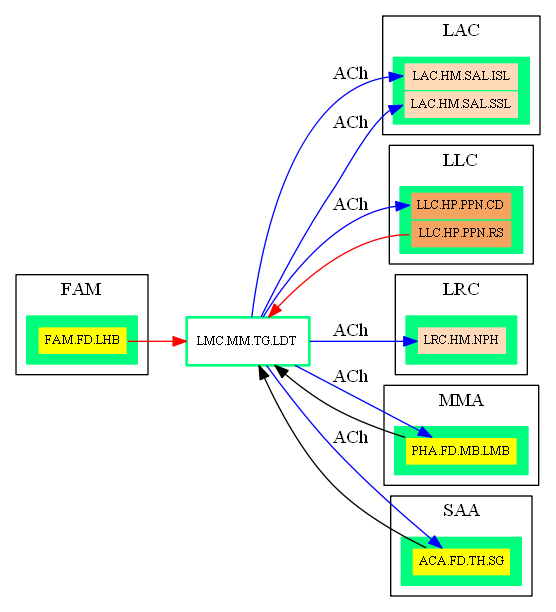 LAC
LAC.HM.SAL.ISL
LAC.HM.SAL.SSL
ACh
ACh
LLC
LLC.HP.PPN.CD
LLC.HP.PPN.RS
ACh
FAM
FAM.FD.LHB
LMC.MM.TG.LDT
LRC
LRC.HM.NPH
ACh
MMA
PHA.FD.MB.LMB
ACh
SAA
ACA.FD.TH.SG
ACh